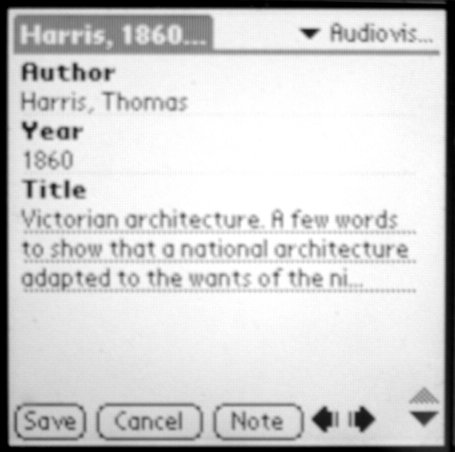 Harris, 1860...
Audiovis...
Author
Harris, Thomas
Year
1860
Title
Victorian architecture. A few words
to show that a national architecture
adapted to the wants of the ni...
Save Cancel Note